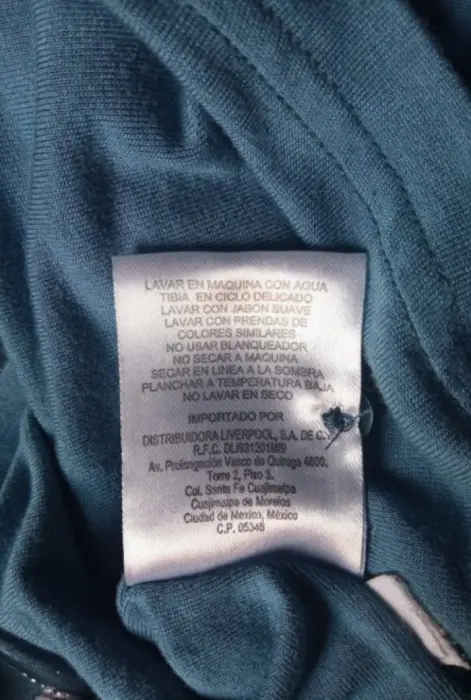 LAVAR EN MAQUINA CON AGUA
TIBIA EN CICLO DELICADO
LAVAR CON JABON SUAVE
LAVAR CON PRENDAS DE
COLORES SIMILARES
NO USAR BLANQUEADOR
NO SECAR A MAQUINA
SECAR EN LINEA A LA SOMBRA
PLANCHAR A TEMPERATURA BAJA
NO LAVAR EN SECO
IMPORTADO POR
DISTRIBUIDORA LIVERPOOL, S.A. DE C.V.
R.F.C. DLI931201MI9
Av. Prolongación Vasco de Quiroga 4800,
Torre 2, Piso 3,
Col. Santa Fe Cuajimalpa
Cuajimalpa de Morelos
Ciudad de México, México
C.P. 05348